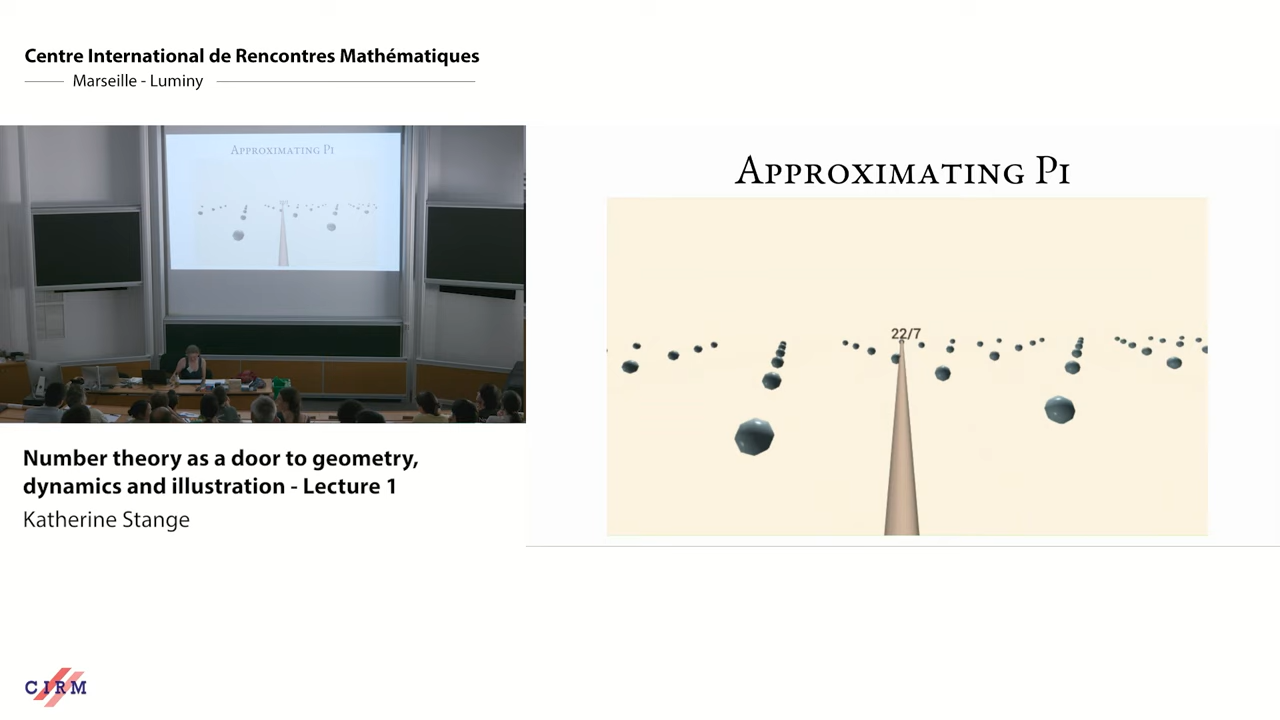 Centre International de Rencontres Mathématiques
Marseille - Luminy
APPROXIMATING PI
APPROXIMATING PI
22/7
Number theory as a door to geometry,
dynamics and illustration - Lecture 1
Katherine Stange
CIRM